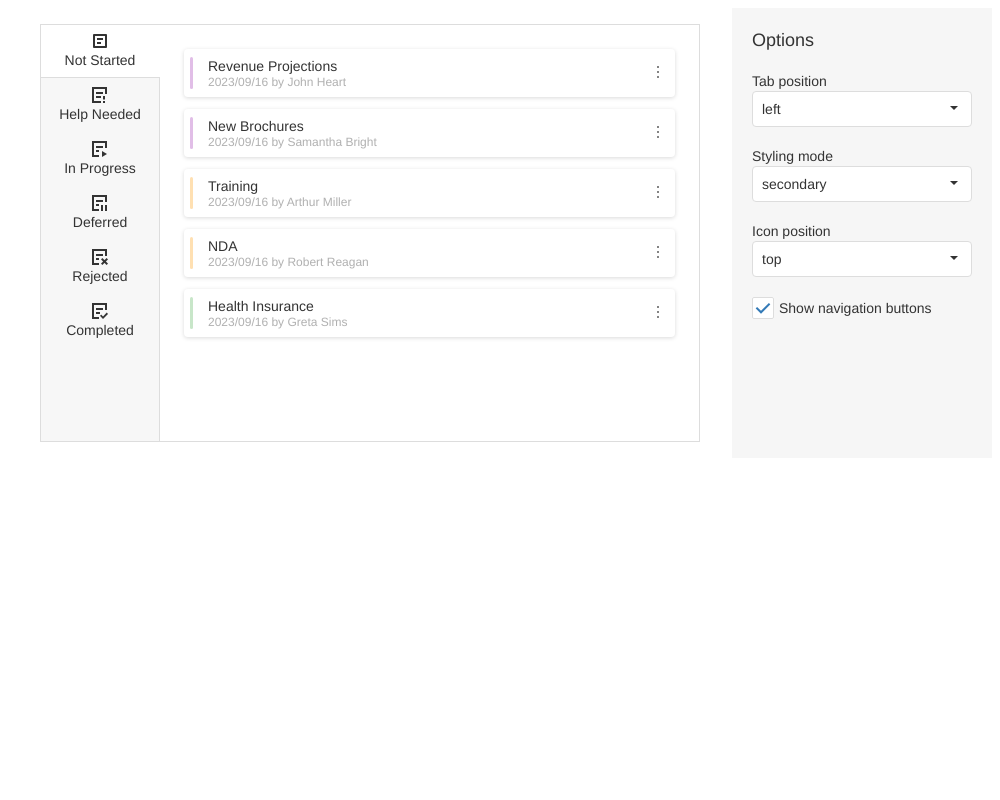 Not Started
Help Needed
In Progress
Deferred
Rejected
Completed
Revenue Projections
2023/09/16 by John Heart
New Brochures
2023/09/16 by Samantha Bright
Training
2023/09/16 by Arthur Miller
NDA
2023/09/16 by Robert Reagan
Health Insurance
2023/09/16 by Greta Sims
Options
Tab position
left
Styling mode
secondary
Icon position
top
Show navigation buttons